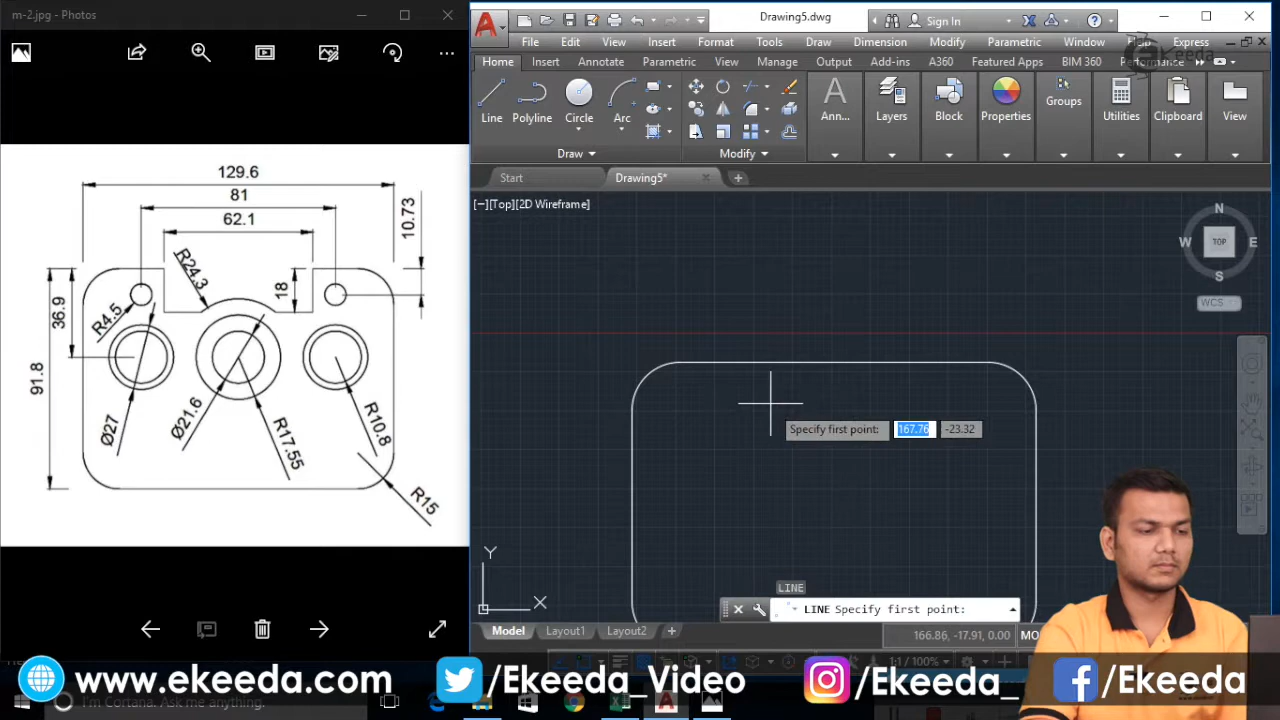 m-2.jpg - Photos
129.6
81
62.1
10.73
R24.3
18
36.9
R4.5
91.8
Ø27
Ø21.6
R17.55
R10.8
R15
Drawing5.dwg
Sign In
File Edit View Insert Format Tools Draw Dimension Modify Parametric Window Help Express
ekeeda
Home Insert Annotate Parametric View Manage Output Add-ins A360 Featured Apps BIM 360 Performance
Line Polyline Circle Arc
Ann... Layers Block Properties Groups Utilities Clipboard View
Draw Modify
Start Drawing5*
[−][Top][2D Wireframe]
N
W TOP E
S
WCS
Specify first point: 167.76 -23.32
Y
X
LINE
LINE Specify first point:
Model Layout1 Layout2
166.86, -17.91, 0.00
1:1 / 100%
www.ekeeda.com /Ekeeda_Video /Ekeeda_ /Ekeeda
I'm Cortana. Ask me anything.